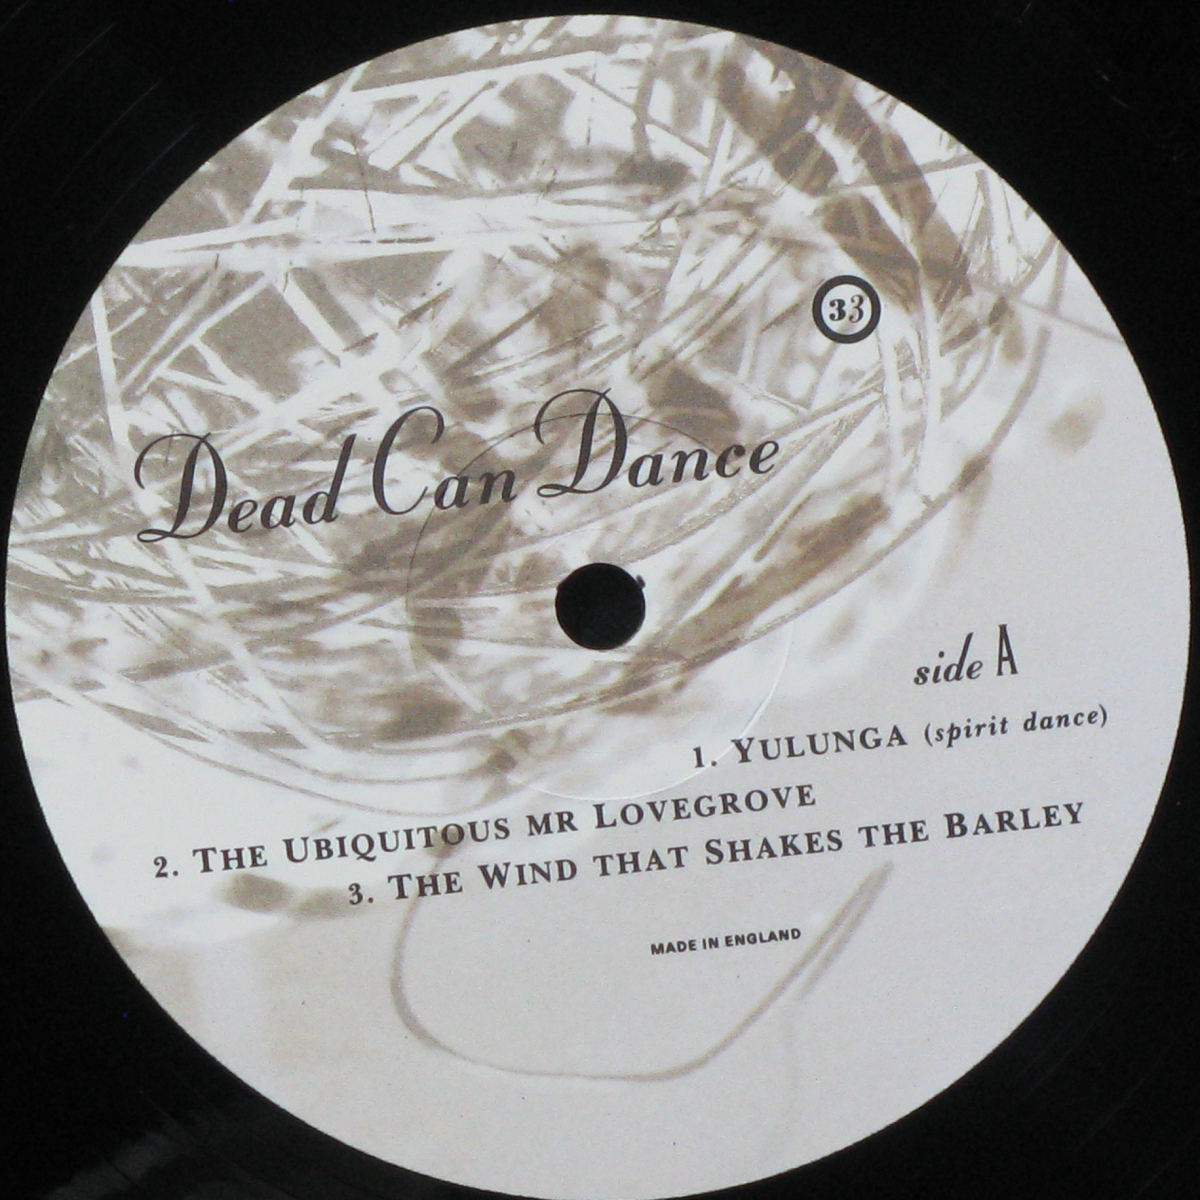 33
Dead Can Dance
side A
1. YULUNGA (spirit dance)
2. THE UBIQUITOUS MR LOVEGROVE
3. THE WIND THAT SHAKES THE BARLEY
MADE IN ENGLAND